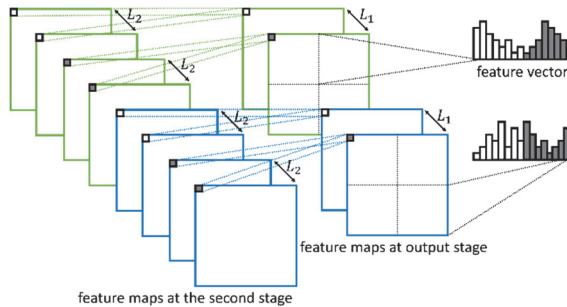 L2
L1
L2
feature vector
L2
L1
L2
feature maps at output stage
feature maps at the second stage